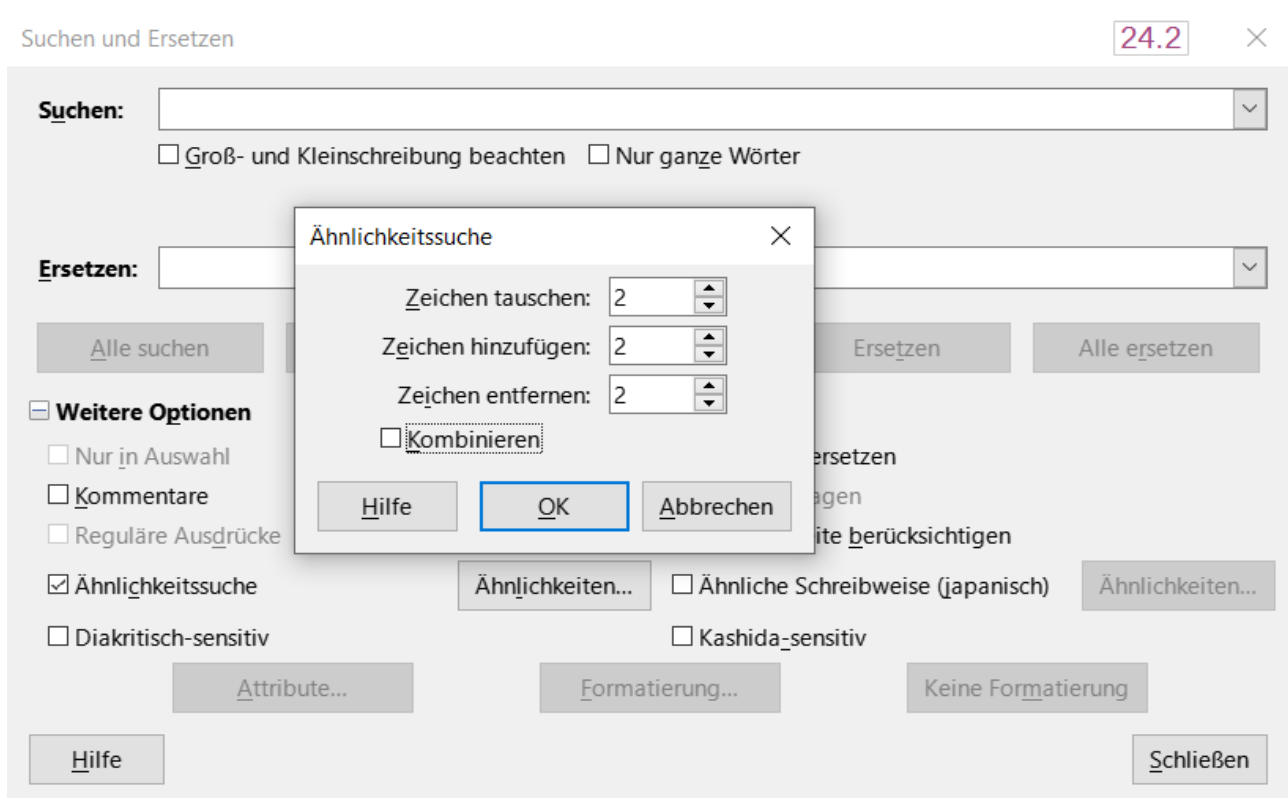 Suchen und Ersetzen 24.2
Suchen:
Groß- und Kleinschreibung beachten Nur ganze Wörter
Ähnlichkeitssuche
Ersetzen:
Zeichen tauschen: 2
Zeichen hinzufügen: 2
Zeichen entfernen: 2
Kombinieren
Hilfe OK Abbrechen
Alle suchen Ersetzen Alle ersetzen
Weitere Optionen
Nur in Auswahl ersetzen
Kommentare
Reguläre Ausdrücke berücksichtigen
Ähnlichkeitssuche Ähnlichkeiten... Ähnliche Schreibweise (japanisch) Ähnlichkeiten...
Diakritisch-sensitiv Kashida-sensitiv
Attribute... Formatierung... Keine Formatierung
Hilfe Schließen